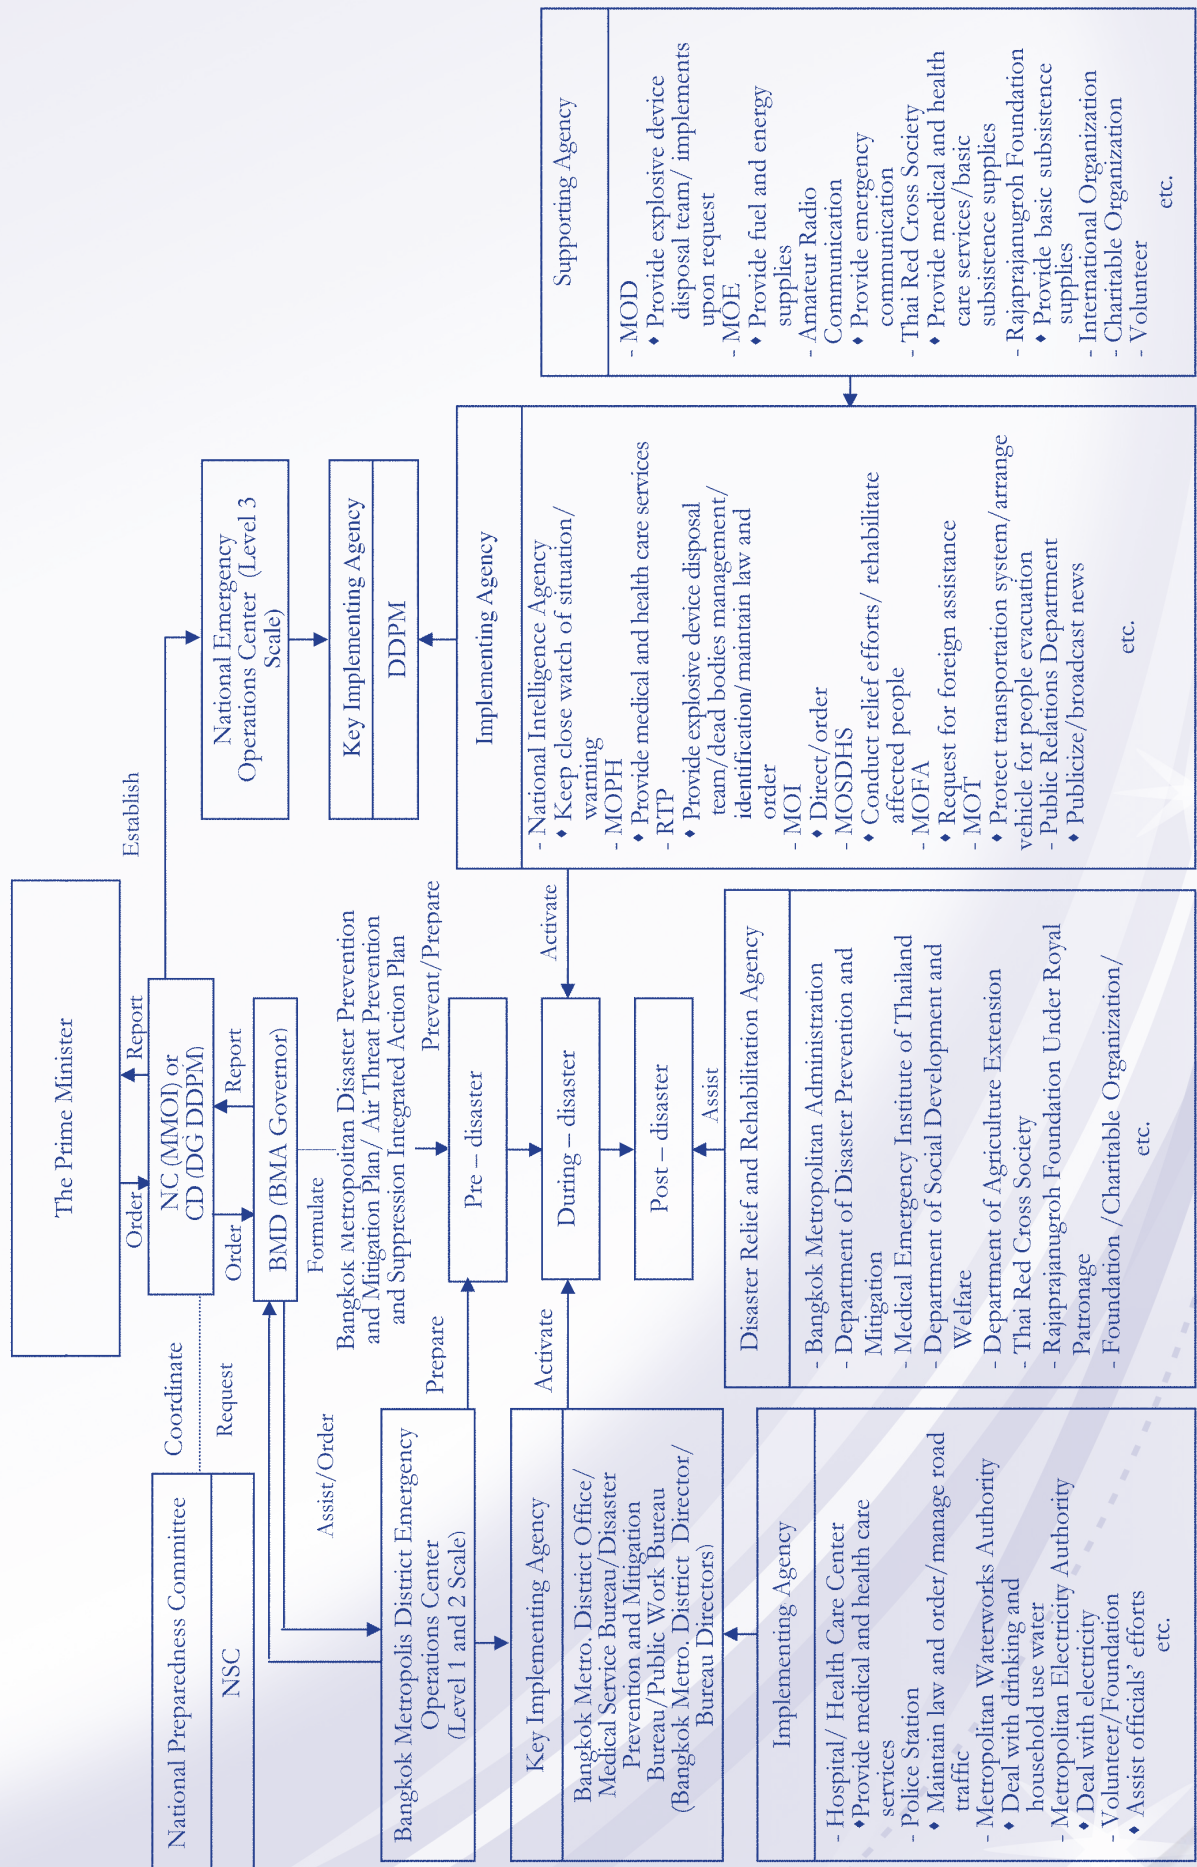 The Prime Minister
Order
Report
NC (MMOI) or
CD (DG DDPM)
Establish
Coordinate
Request
National Preparedness Committee
NSC
Order
Report
BMD (BMA Governor)
Assist/Order
Formulate
Bangkok Metropolitan Disaster Prevention
and Mitigation Plan/ Air Threat Prevention
and Suppression Integrated Action Plan
Prevent/Prepare
National Emergency
Operations Center (Level 3
Scale)
Key Implementing Agency
DDPM
Bangkok Metropolis District Emergency
Operations Center
(Level 1 and 2 Scale)
Prepare
Pre – disaster
Key Implementing Agency
Bangkok Metro. District Office/
Medical Service Bureau/Disaster
Prevention and Mitigation
Bureau/Public Work Bureau
(Bangkok Metro. District Director/
Bureau Directors)
Activate
During – disaster
Activate
Post – disaster
Assist
Implementing Agency
- Hospital/ Health Care Center
♦Provide medical and health care
services
- Police Station
♦ Maintain law and order/manage road
traffic
- Metropolitan Waterworks Authority
♦ Deal with drinking and
household use water
- Metropolitan Electricity Authority
♦ Deal with electricity
- Volunteer/Foundation
♦ Assist officials’ efforts
etc.
Disaster Relief and Rehabilitation Agency
- Bangkok Metropolitan Administration
- Department of Disaster Prevention and
Mitigation
- Medical Emergency Institute of Thailand
- Department of Social Development and
Welfare
- Department of Agriculture Extension
- Thai Red Cross Society
- Rajaprajanugroh Foundation Under Royal
Patronage
- Foundation /Charitable Organization/
etc.
Implementing Agency
- National Intelligence Agency
♦ Keep close watch of situation/
warning
- MOPH
♦ Provide medical and health care services
- RTP
♦ Provide explosive device disposal
team/dead bodies management/
identification/maintain law and
order
- MOI
♦ Direct/order
- MOSDHS
♦ Conduct relief efforts/ rehabilitate
affected people
- MOFA
♦ Request for foreign assistance
- MOT
♦ Protect transportation system/arrange
vehicle for people evacuation
- Public Relations Department
♦ Publicize/broadcast news
etc.
Supporting Agency
- MOD
♦ Provide explosive device
disposal team/ implements
upon request
- MOE
♦ Provide fuel and energy
supplies
- Amateur Radio
Communication
♦ Provide emergency
communication
- Thai Red Cross Society
♦ Provide medical and health
care services/basic
subsistence supplies
- Rajaprajanugroh Foundation
♦ Provide basic subsistence
supplies
- International Organization
- Charitable Organization
- Volunteer
etc.